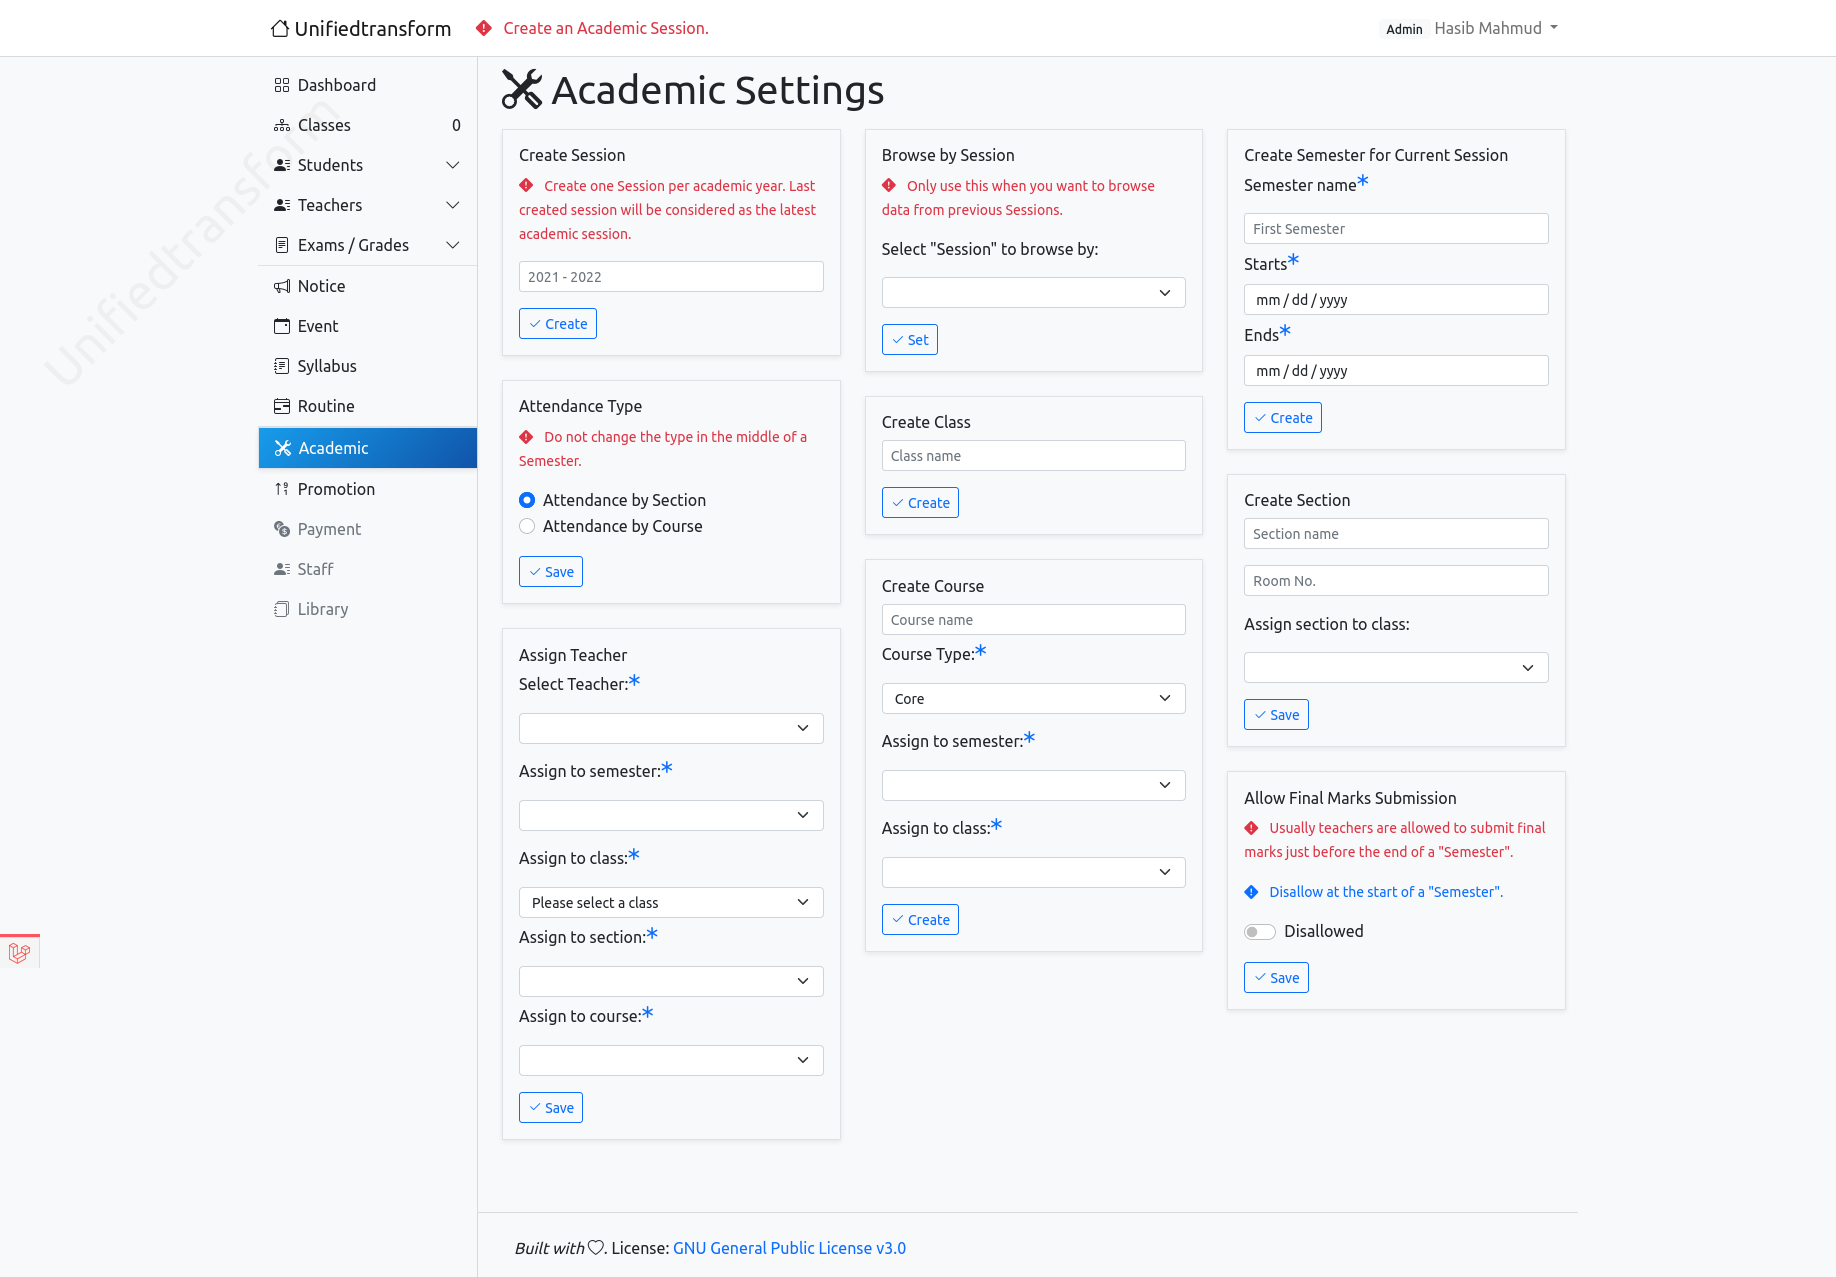 Unifiedtransform
Create an Academic Session.
Admin Hasib Mahmud
Unifiedtransform
Dashboard
Classes 0
Students
Teachers
Exams / Grades
Notice
Event
Syllabus
Routine
Academic
Promotion
Payment
Staff
Library
Academic Settings
Create Session
Create one Session per academic year. Last
created session will be considered as the latest
academic session.
2021 - 2022
Create
Attendance Type
Do not change the type in the middle of a
Semester.
Attendance by Section
Attendance by Course
Save
Assign Teacher
Select Teacher:*
Assign to semester:*
Assign to class:*
Please select a class
Assign to section:*
Assign to course:*
Save
Browse by Session
Only use this when you want to browse
data from previous Sessions.
Select "Session" to browse by:
Set
Create Class
Class name
Create
Create Course
Course name
Course Type:*
Core
Assign to semester:*
Assign to class:*
Create
Create Semester for Current Session
Semester name*
First Semester
Starts*
mm / dd / yyyy
Ends*
mm / dd / yyyy
Create
Create Section
Section name
Room No.
Assign section to class:
Save
Allow Final Marks Submission
Usually teachers are allowed to submit final
marks just before the end of a "Semester".
Disallow at the start of a "Semester".
Disallowed
Save
Built with ♡. License: GNU General Public License v3.0